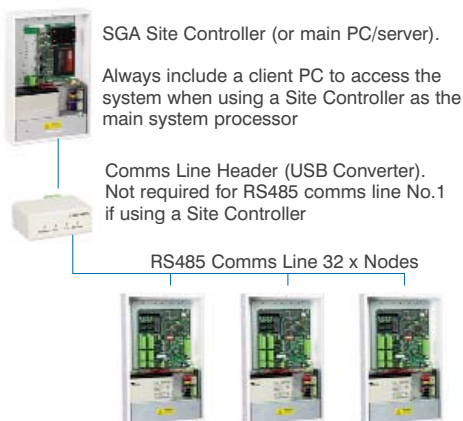 SGA Site Controller (or main PC/server).
Always include a client PC to access the
system when using a Site Controller as the
main system processor
Comms Line Header (USB Converter).
Not required for RS485 comms line No.1
if using a Site Controller
RS485 Comms Line 32 x Nodes